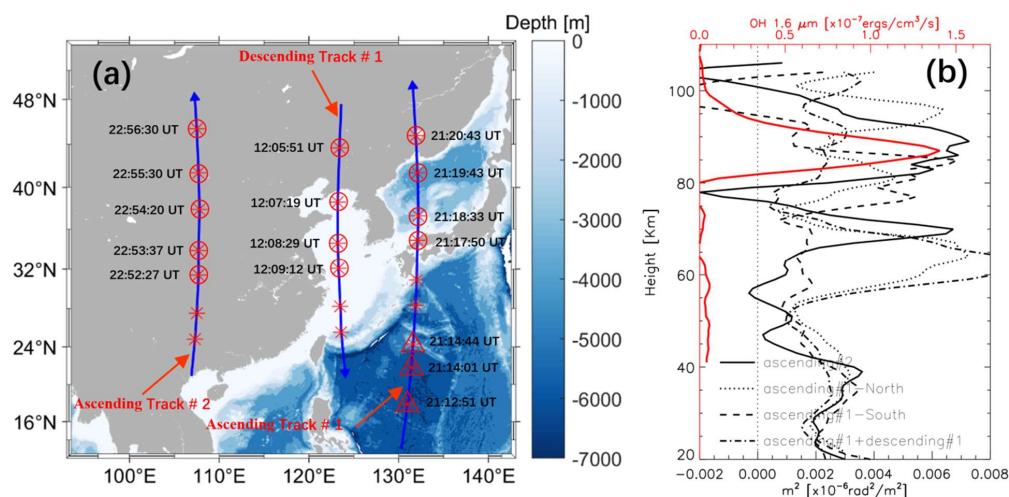 Depth [m]
OH 1.6 μm [x10⁻⁷ergs/cm³/s]
0.0 0.5 1.0 1.5
(a)
Descending Track # 1
0
-1000
-2000
-3000
-4000
-5000
-6000
-7000
(b)
48°N
40°N
32°N
24°N
16°N
22:56:30 UT
22:55:30 UT
22:54:20 UT
22:53:37 UT
22:52:27 UT
12:05:51 UT
12:07:19 UT
12:08:29 UT
12:09:12 UT
21:20:43 UT
21:19:43 UT
21:18:33 UT
21:17:50 UT
21:14:44 UT
21:14:01 UT
21:12:51 UT
Ascending Track # 2
Ascending Track # 1
100°E 110°E 120°E 130°E 140°E
Height [Km]
100
80
60
40
20
ascending#2
ascending#1−North
ascending#1−South
ascending#1+descending#1
−0.002 0.000 0.002 0.004 0.006 0.008
m² [x10⁻⁶rad²/m²]